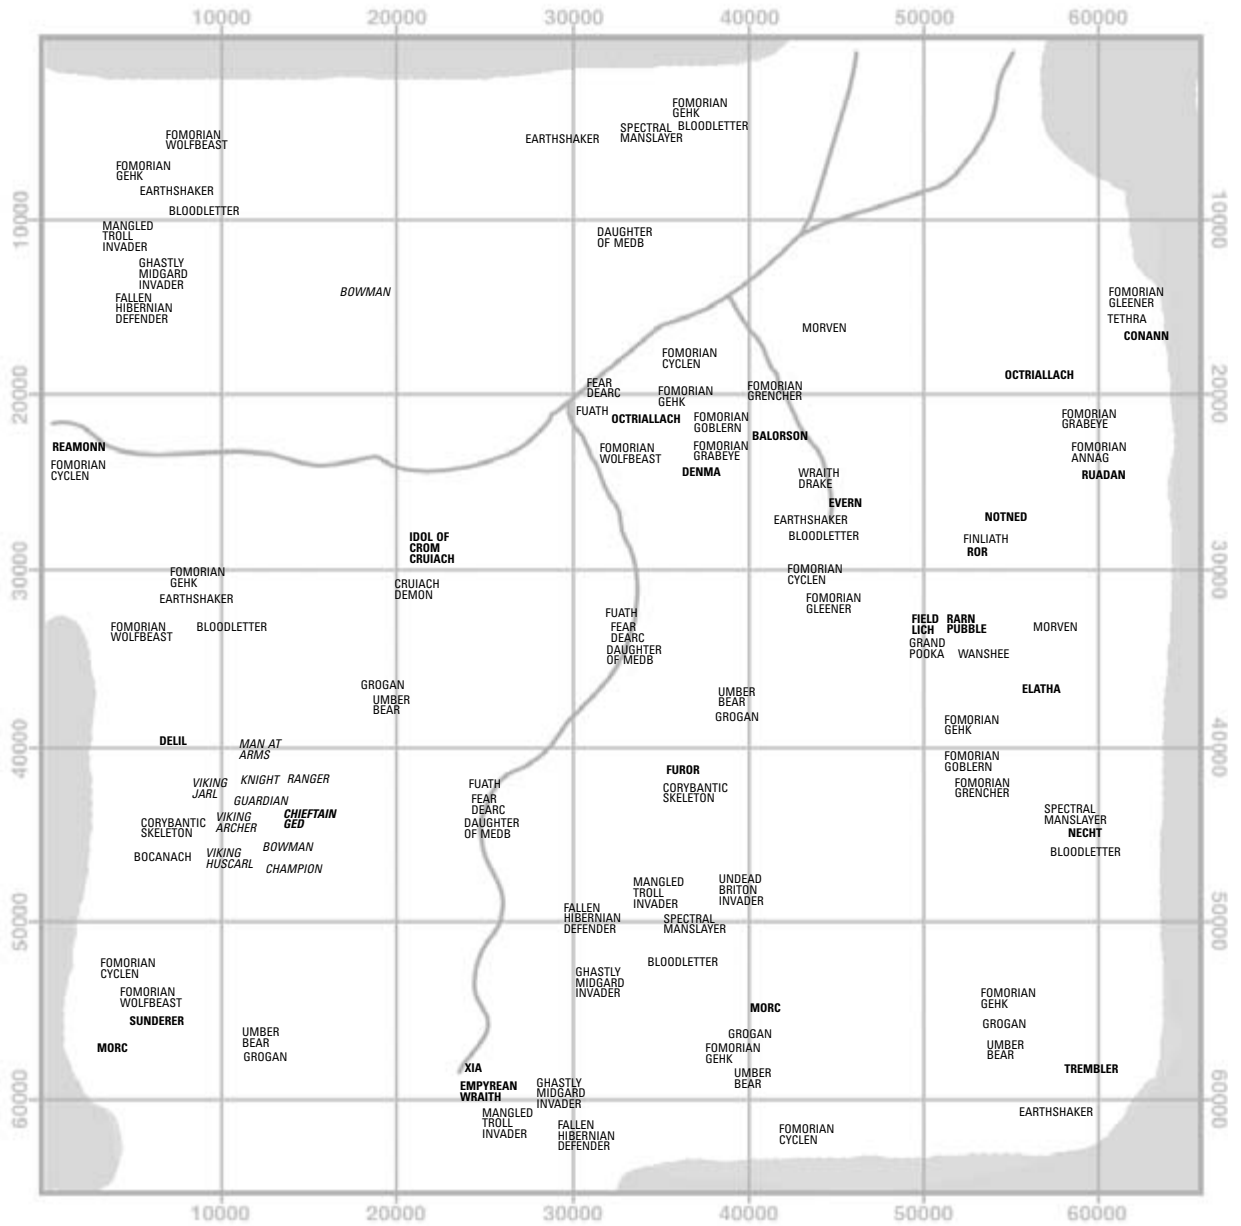 10000 20000 30000 40000 50000 60000
FOMORIAN
GEHK
SPECTRAL
MANSLAYER
BLOODLETTER
EARTHSHAKER
FOMORIAN
WOLFBEAST
FOMORIAN
GEHK
EARTHSHAKER
BLOODLETTER
10000
10000
MANGLED
TROLL
INVADER
DAUGHTER
OF MEDB
GHASTLY
MIDGARD
INVADER
FALLEN
HIBERNIAN
DEFENDER
BOWMAN
FOMORIAN
GLEENER
TETHRA
CONANN
MORVEN
FOMORIAN
CYCLEN
OCTRIALLACH
20000
20000
FEAR
DEARC
FOMORIAN
GEHK
FOMORIAN
GRENCHER
FUATH
OCTRIALLACH
FOMORIAN
GOBLERN
FOMORIAN
GRABEYE
BALORSON
REAMONN
FOMORIAN
CYCLEN
FOMORIAN
WOLFBEAST
FOMORIAN
GRABEYE
DENMA
FOMORIAN
ANNAG
RUADAN
WRAITH
DRAKE
EVERN
EARTHSHAKER
BLOODLETTER
NOTNED
FINLIATH
ROR
IDOL OF
CROM
CRUIACH
30000
30000
FOMORIAN
GEHK
EARTHSHAKER
CRUIACH
DEMON
FOMORIAN
CYCLEN
FOMORIAN
GLEENER
FOMORIAN
WOLFBEAST
BLOODLETTER
FUATH
FEAR
DEARC
DAUGHTER
OF MEDB
FIELD
LICH
RARN
PUBBLE
GRAND
POOKA
WANSHEE
MORVEN
GROGAN
UMBER
BEAR
UMBER
BEAR
GROGAN
ELATHA
FOMORIAN
GEHK
40000
40000
DELIL
MAN AT
ARMS
VIKING
JARL
KNIGHT
RANGER
GUARDIAN
VIKING
ARCHER
CHIEFTAIN
GED
CORYBANTIC
SKELETON
BOCANACH
VIKING
HUSCARL
BOWMAN
CHAMPION
FUATH
FEAR
DEARC
DAUGHTER
OF MEDB
FUROR
CORYBANTIC
SKELETON
FOMORIAN
GOBLERN
FOMORIAN
GRENCHER
SPECTRAL
MANSLAYER
NECHT
BLOODLETTER
MANGLED
TROLL
INVADER
UNDEAD
BRITON
INVADER
50000
50000
FALLEN
HIBERNIAN
DEFENDER
SPECTRAL
MANSLAYER
BLOODLETTER
GHASTLY
MIDGARD
INVADER
FOMORIAN
CYCLEN
FOMORIAN
WOLFBEAST
SUNDERER
MORC
UMBER
BEAR
GROGAN
MORC
GROGAN
FOMORIAN
GEHK
UMBER
BEAR
FOMORIAN
GEHK
GROGAN
UMBER
BEAR
TREMBLER
60000
60000
XIA
EMPYREAN
WRAITH
GHASTLY
MIDGARD
INVADER
MANGLED
TROLL
INVADER
FALLEN
HIBERNIAN
DEFENDER
FOMORIAN
CYCLEN
EARTHSHAKER
10000 20000 30000 40000 50000 60000